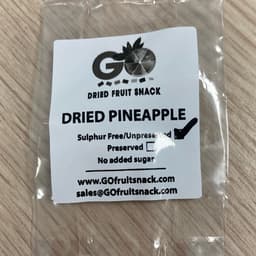 GO
DRIED FRUIT SNACK
DRIED PINEAPPLE
Sulphur Free/Unpreserved
Preserved
No added sugar
www.GOfruitsnack.com
sales@GOfruitsnack.com